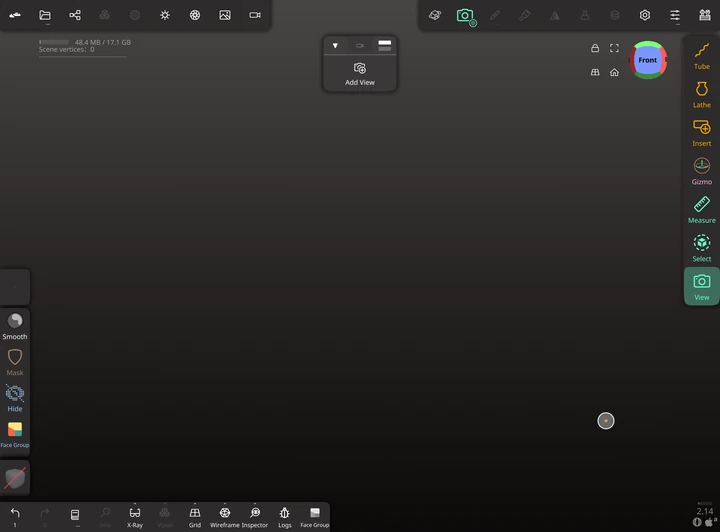 48.4 MB / 17.1 GB
Scene vertices: 0
Add View
Front
Tube
Lathe
Insert
Gizmo
Measure
Select
View
Smooth
Mask
Hide
Face Group
1
...
X-Ray
Grid
Wireframe
Inspector
Logs
Face Group
2.14